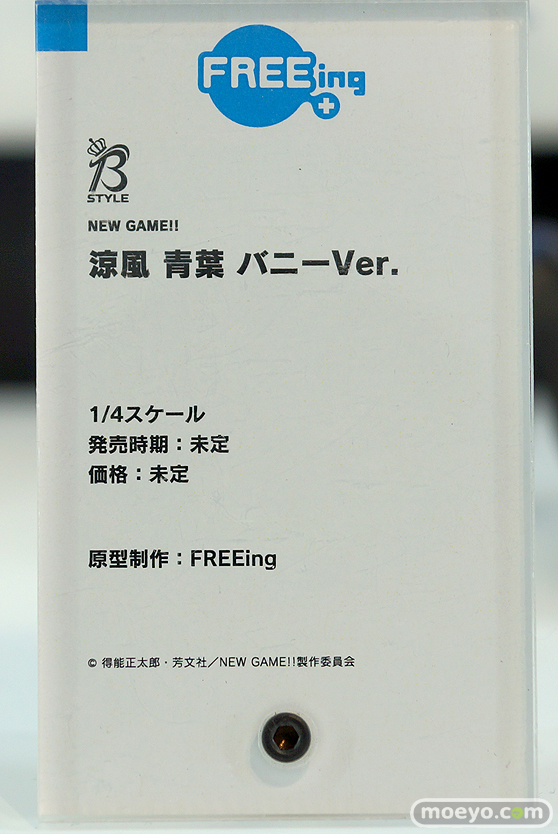 FREEing
B
STYLE
NEW GAME!!
涼風 青葉 バニーVer.
1/4スケール
発売時期：未定
価格：未定
原型制作：FREEing
© 得能正太郎・芳文社／NEW GAME!!製作委員会
moeyo.com